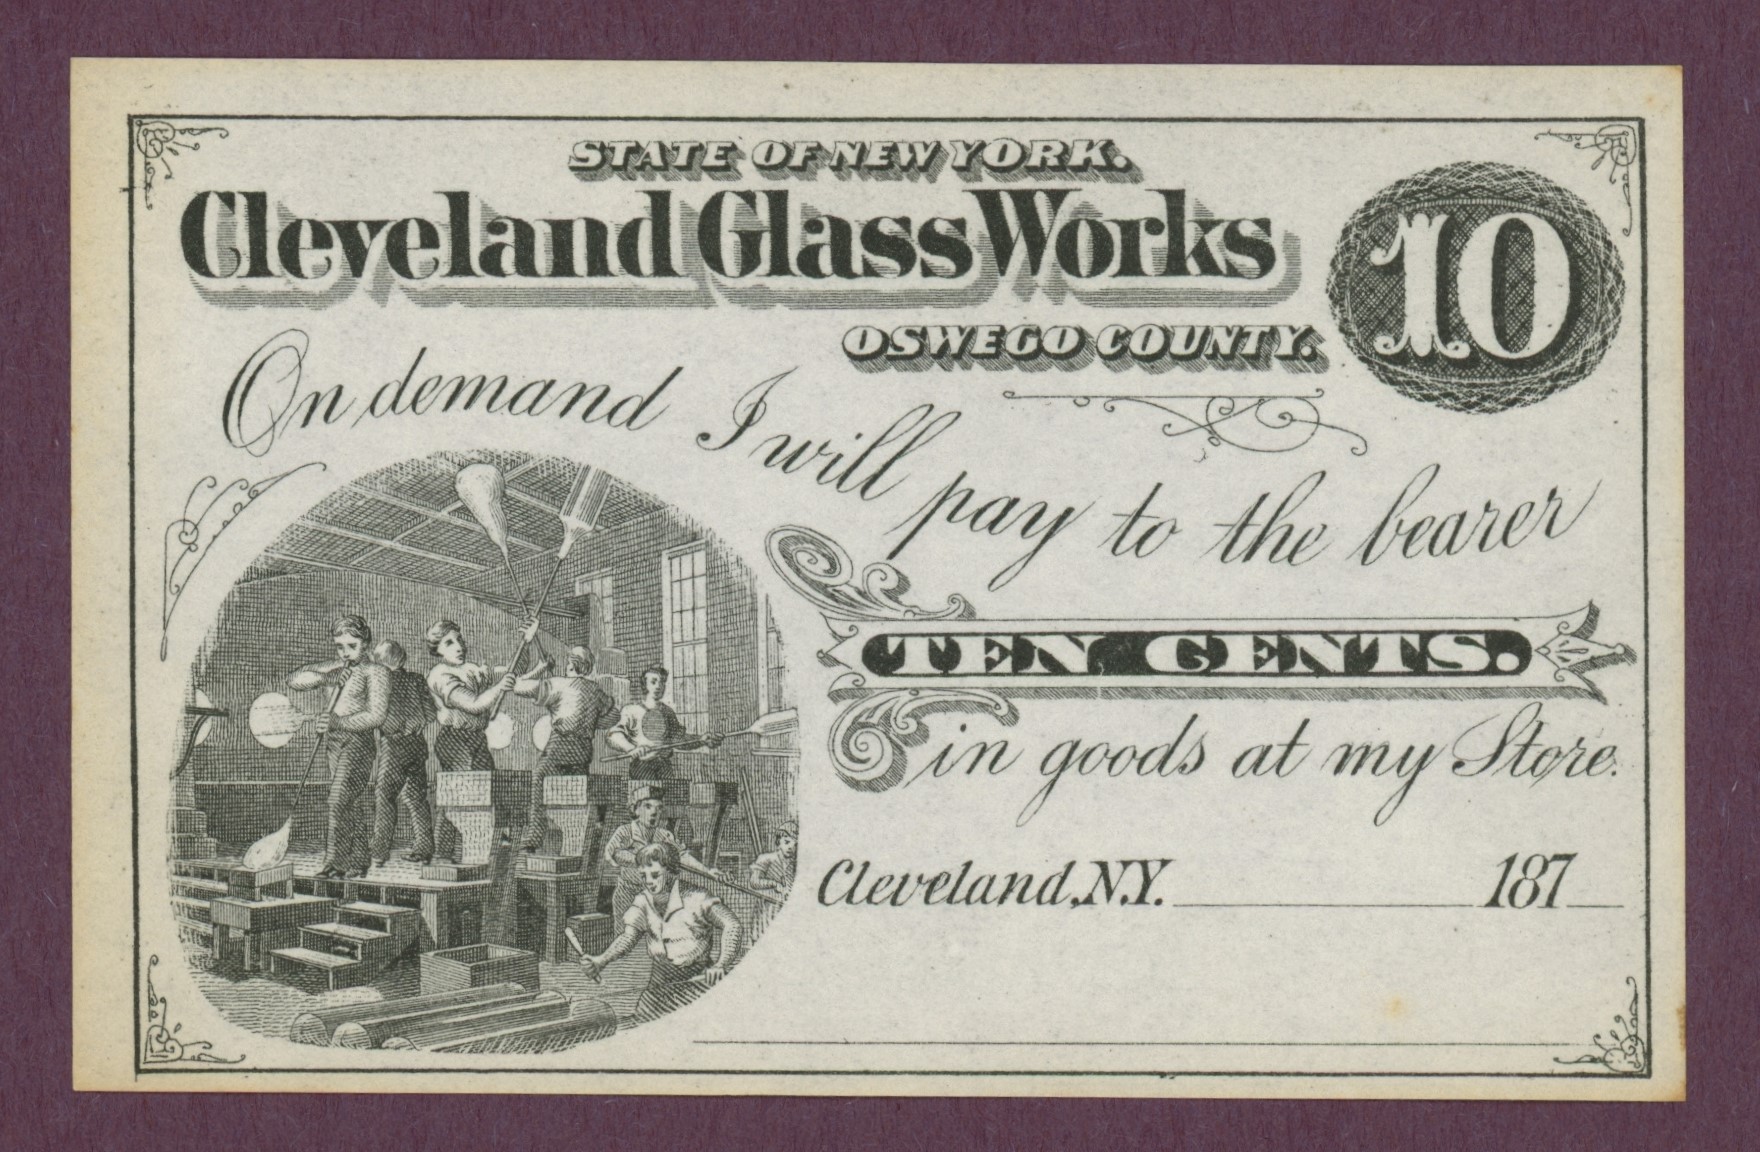 STATE OF NEW YORK.
Cleveland Glass Works
10
OSWEGO COUNTY.
On demand I will pay to the bearer
TEN CENTS.
in goods at my Store.
Cleveland, N.Y. 187